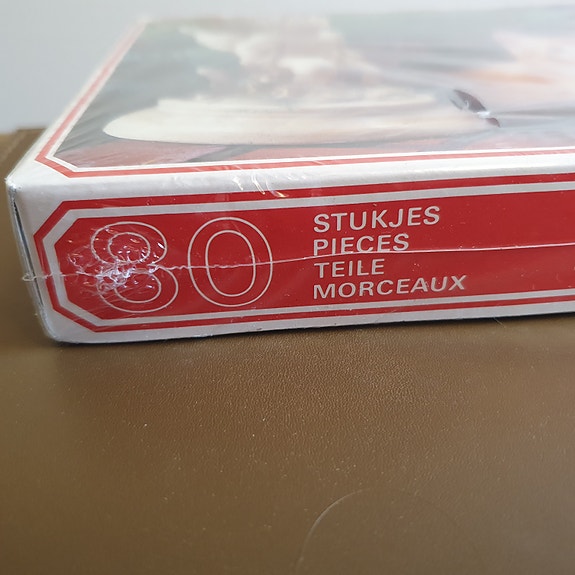 80
STUKJES
PIECES
TEILE
MORCEAUX